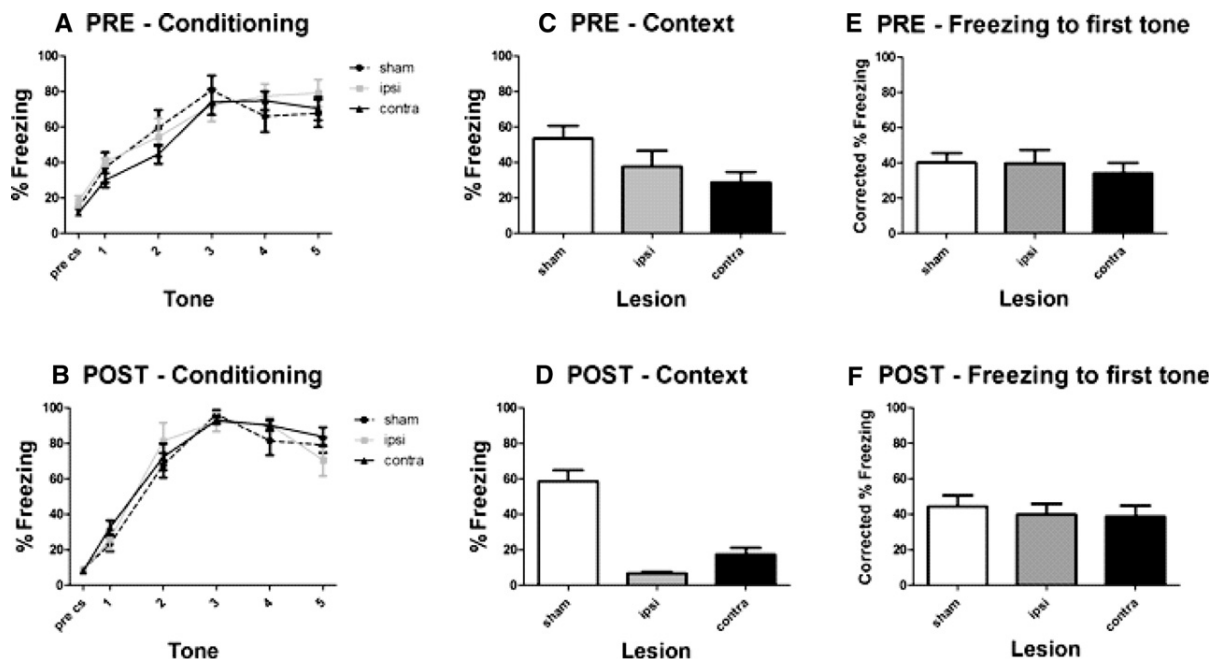 A PRE - Conditioning
100
80
60
40
20
0
% Freezing
pre cs 1 2 3 4 5
Tone
sham
ipsi
contra
C PRE - Context
100
80
60
40
20
0
% Freezing
sham ipsi contra
Lesion
E PRE - Freezing to first tone
100
80
60
40
20
0
Corrected % Freezing
sham ipsi contra
Lesion
B POST - Conditioning
100
80
60
40
20
0
% Freezing
pre cs 1 2 3 4 5
Tone
sham
ipsi
contra
D POST - Context
100
80
60
40
20
0
% Freezing
sham ipsi contra
Lesion
F POST - Freezing to first tone
100
80
60
40
20
0
Corrected % Freezing
sham ipsi contra
Lesion